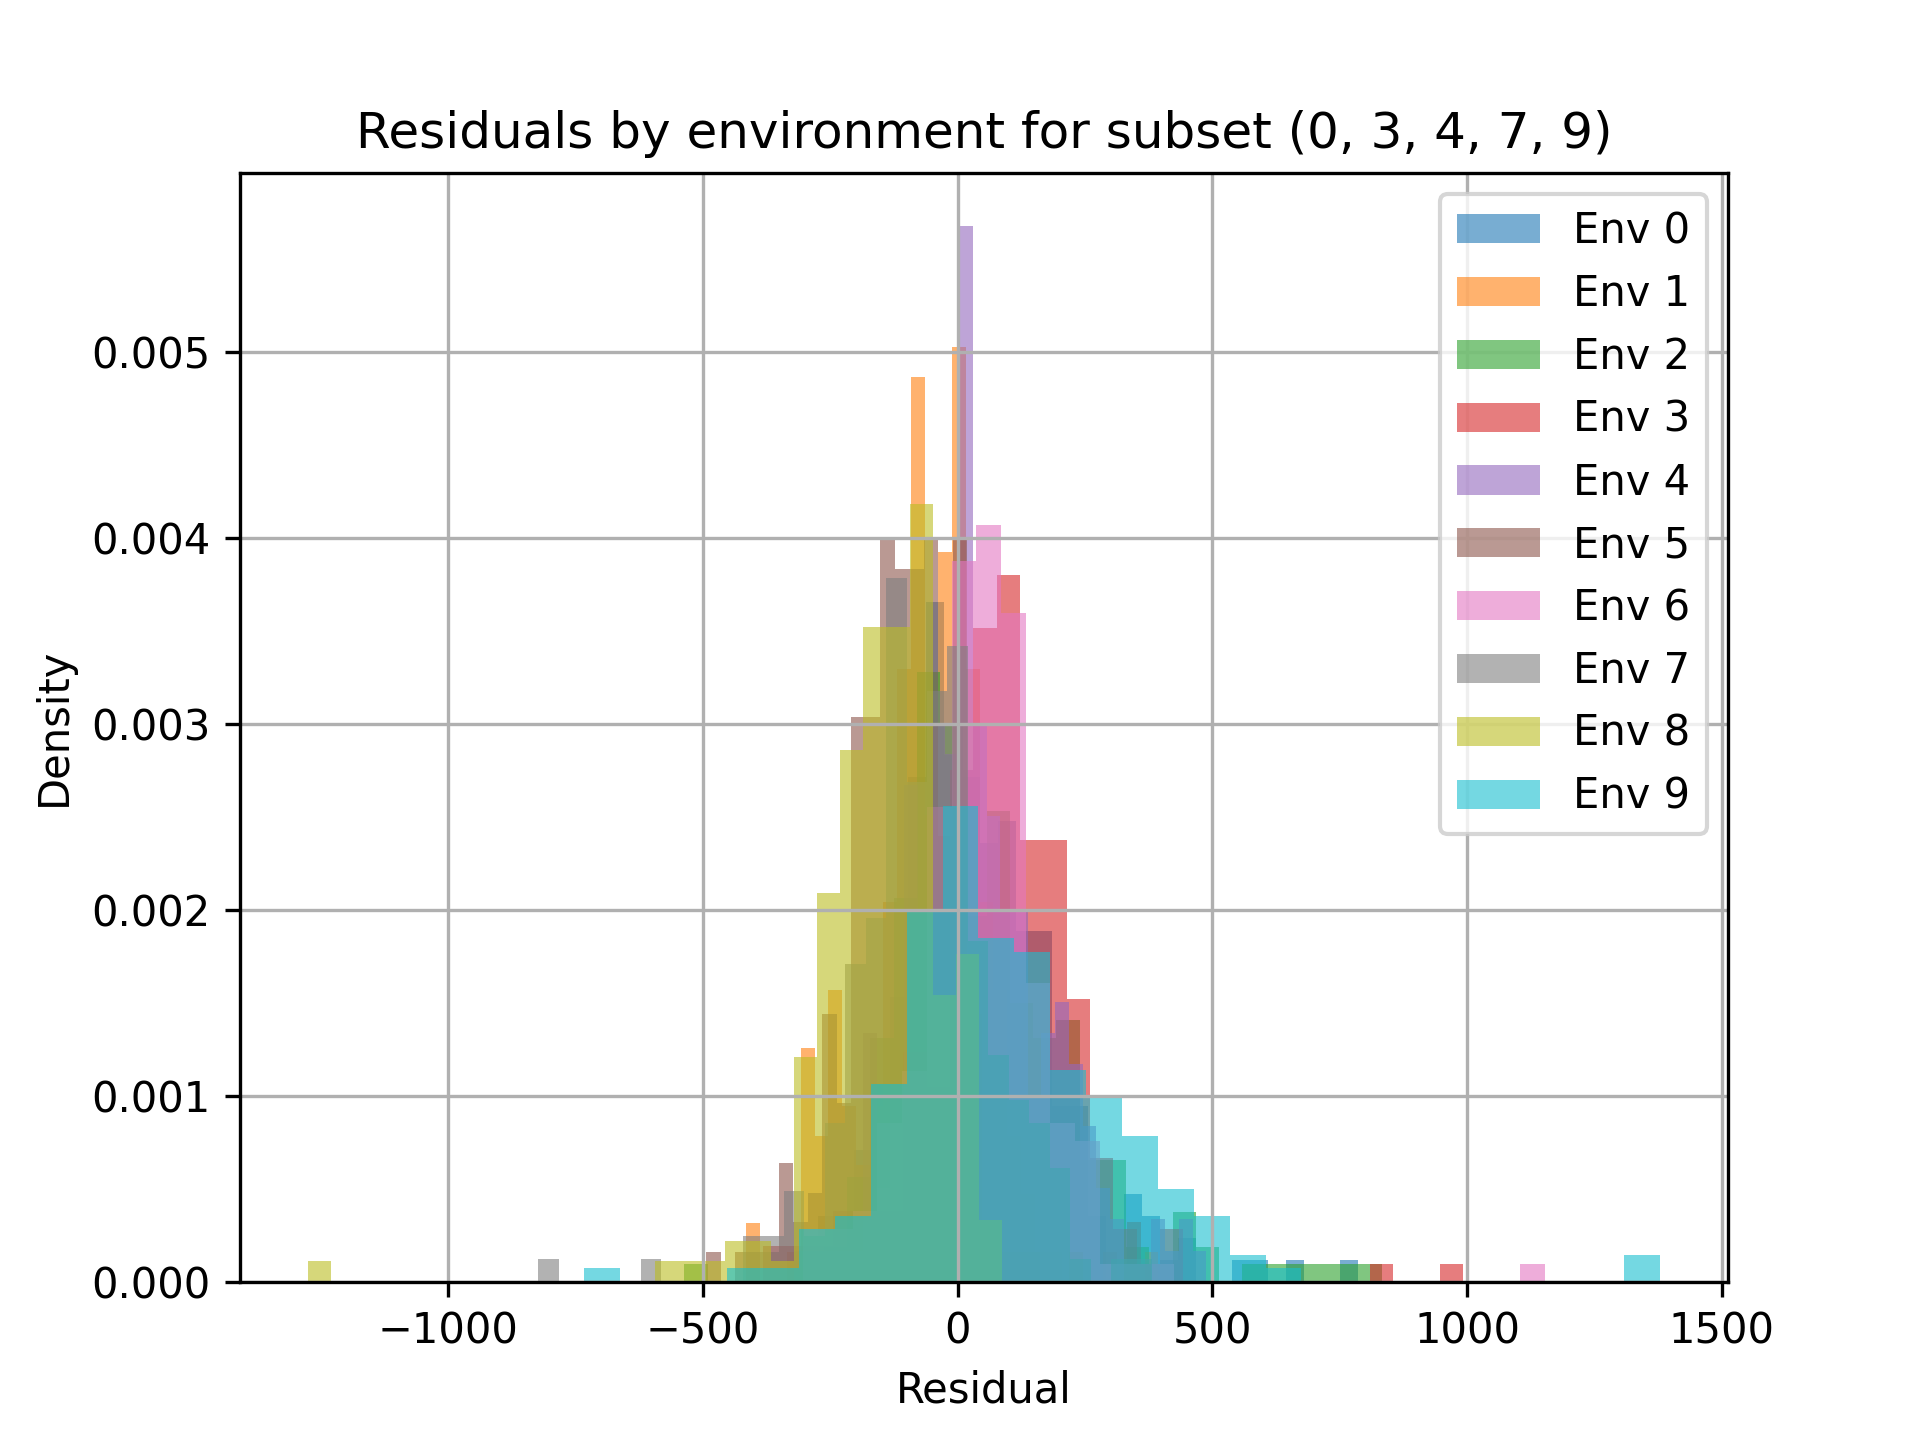 Residuals by environment for subset (0, 3, 4, 7, 9)
Env 0
Env 1
Env 2
Env 3
Env 4
Env 5
Env 6
Env 7
Env 8
Env 9
0.005
0.004
0.003
0.002
0.001
0.000
Density
−1000
−500
0
500
1000
1500
Residual